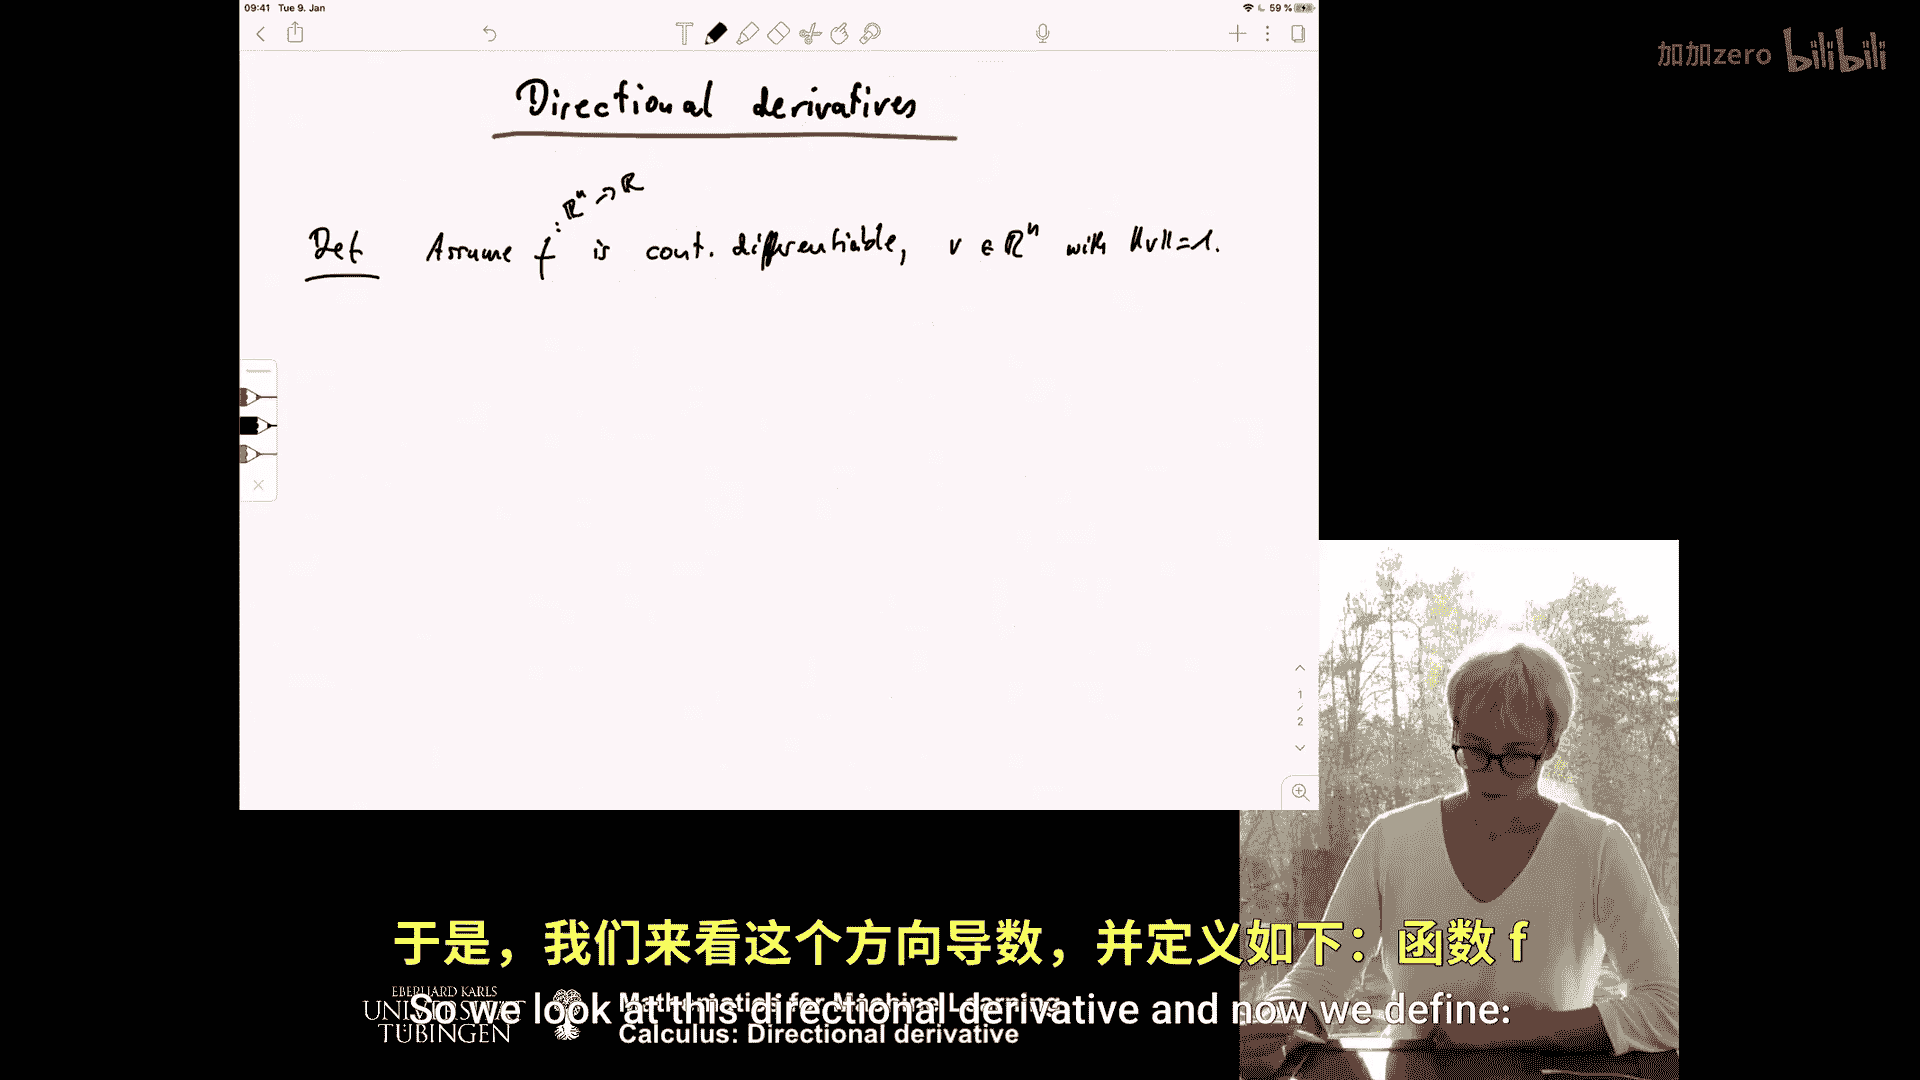 09:41 Tue 9. Jan
59 %
加加zero bilibili
Directional derivatives
: ℝⁿ → ℝ
Def Assume f is cont. differentiable, v ∈ ℝⁿ with ‖v‖=1.
1
/
2
于是，我们来看这个方向导数，并定义如下：函数 f
So we look at this directional derivative and now we define:
EBERHARD KARLS
UNIVERSITÄT
TÜBINGEN
Mathematics for Machine Learning
Calculus: Directional derivative